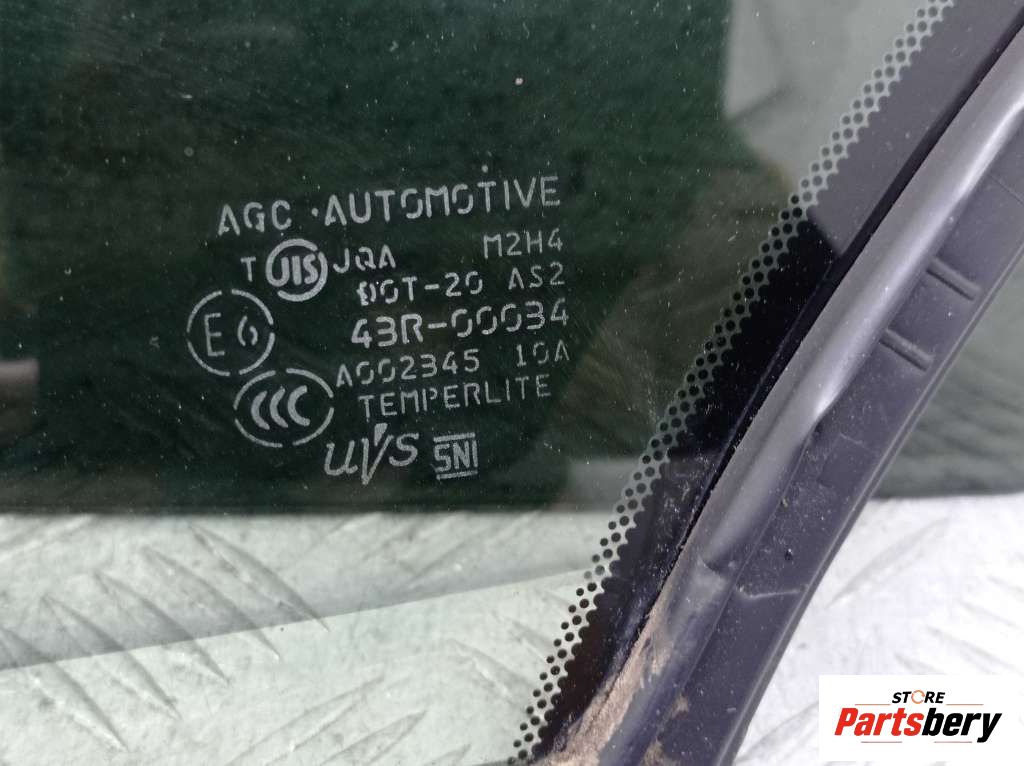 AGC · AUTOMOTIVE
T JIS JQA M2H4
DOT-20 AS2
E6 43R-00034
A002345 10A
CCC TEMPERLITE
UVS SNI
STORE
Partsbery